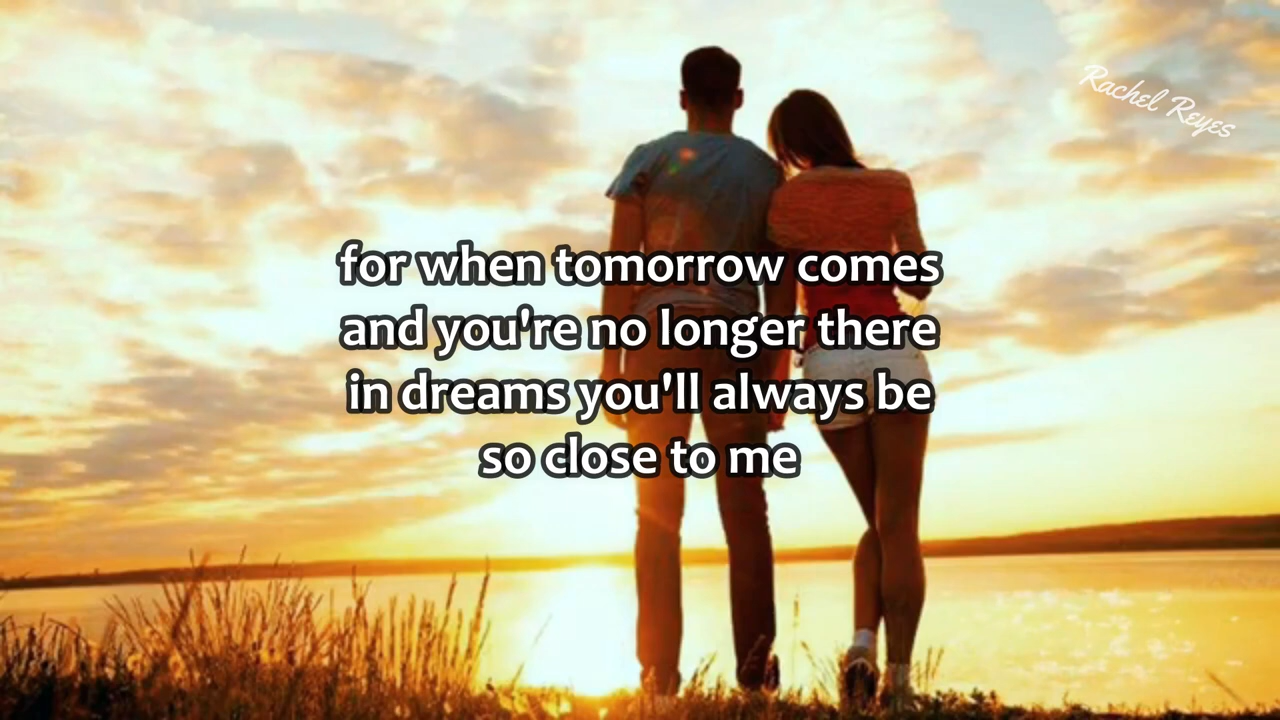 Rachel Reyes
for when tomorrow comes
and you're no longer there
in dreams you'll always be
so close to me